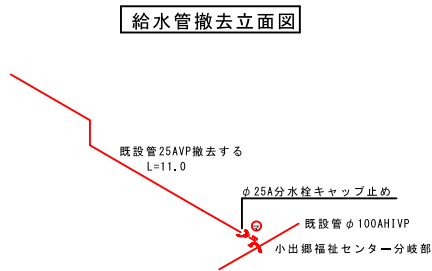 給水管撤去立面図
既設管25AVP撤去する
L=11.0
φ25A分水栓キャップ止め
既設管φ100AHIVP
小出郷福祉センター分岐部